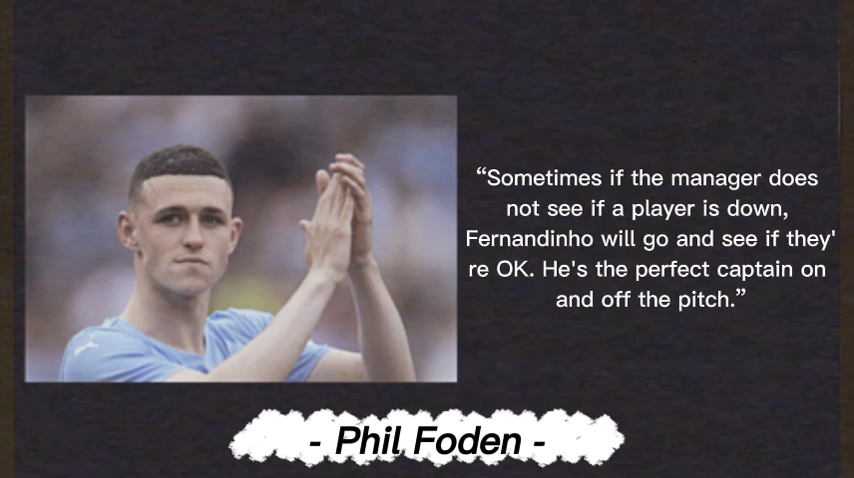 “Sometimes if the manager does
not see if a player is down,
Fernandinho will go and see if they'
re OK. He's the perfect captain on
and off the pitch.”
- Phil Foden -